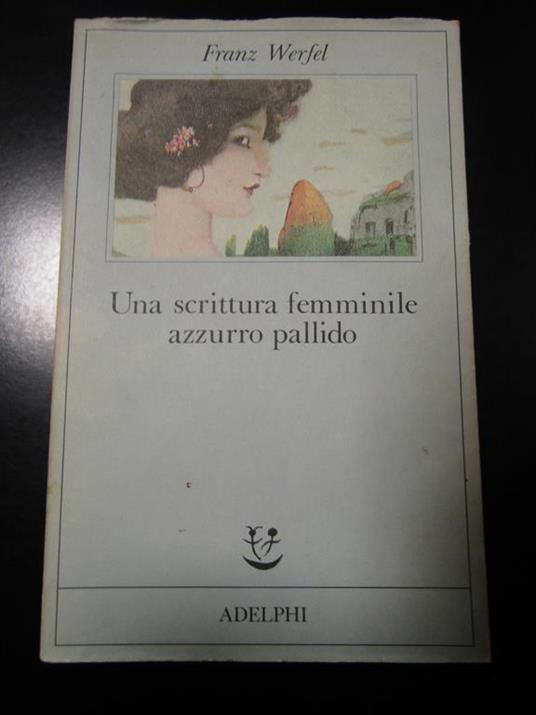 Franz Werfel
Una scrittura femminile
azzurro pallido
ADELPHI